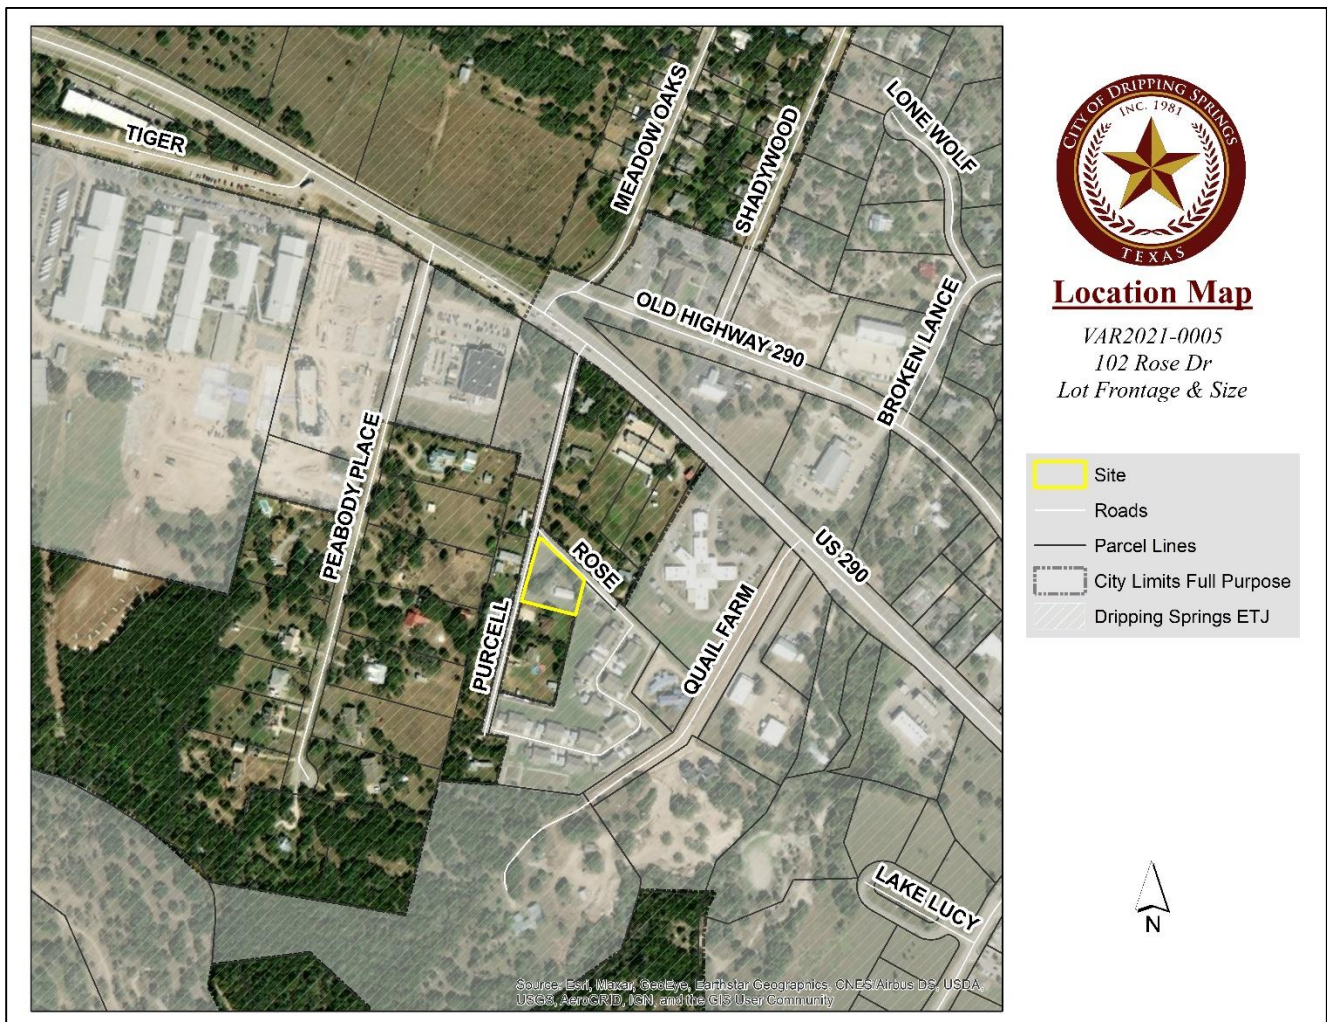 TIGER
MEADOW OAKS
SHADYWOOD
LONE WOLF
OLD HIGHWAY 290
BROKEN LANCE
PEABODY PLACE
ROSE
PURCELL
QUAIL FARM
US 290
LAKE LUCY
Source: Esri, Maxar, GeoEye, Earthstar Geographics, CNES/Airbus DS, USDA,
USGS, AeroGRID, IGN, and the GIS User Community
CITY OF DRIPPING SPRINGS
INC. 1981
TEXAS
Location Map
VAR2021-0005
102 Rose Dr
Lot Frontage & Size
Site
Roads
Parcel Lines
City Limits Full Purpose
Dripping Springs ETJ
N